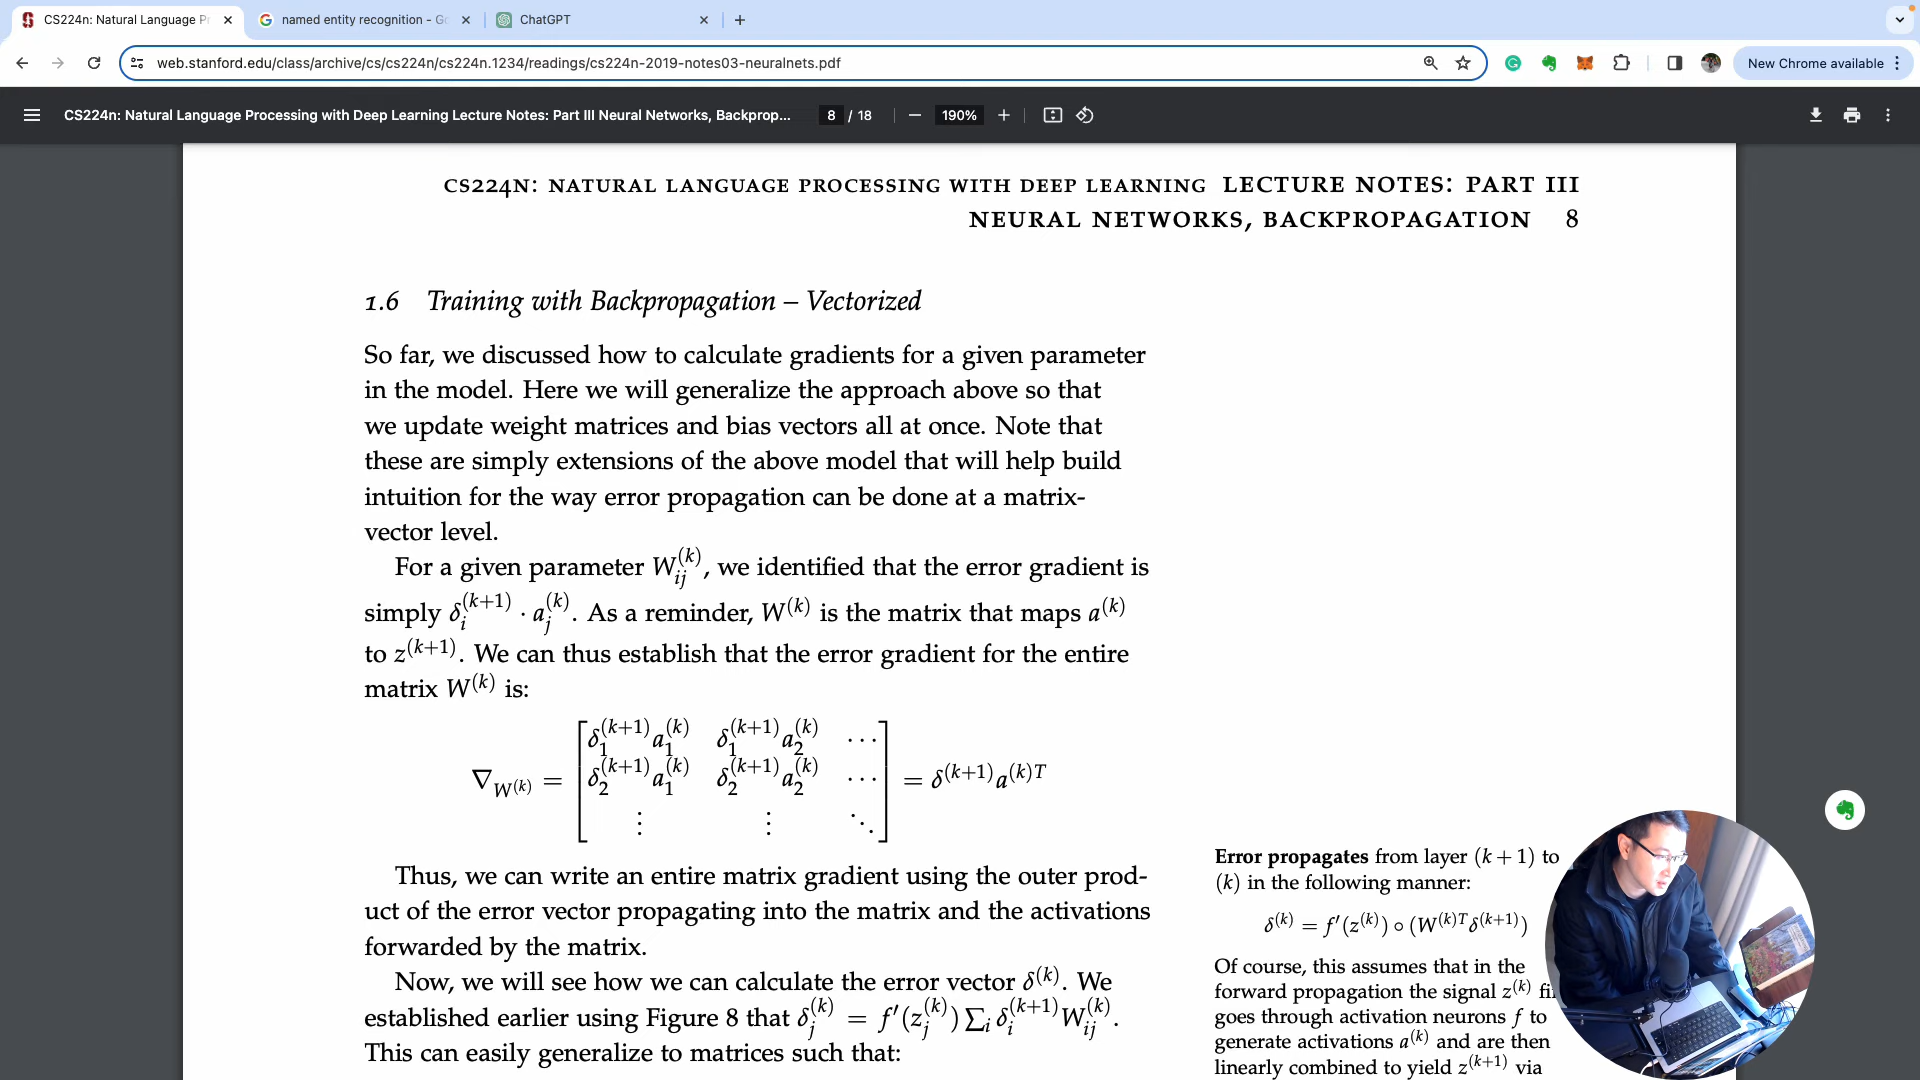 CS224n: Natural Language Pr
named entity recognition - Go
ChatGPT
web.stanford.edu/class/archive/cs/cs224n/cs224n.1234/readings/cs224n-2019-notes03-neuralnets.pdf
New Chrome available
CS224n: Natural Language Processing with Deep Learning Lecture Notes: Part III Neural Networks, Backprop...
8 / 18
190%
CS224N: NATURAL LANGUAGE PROCESSING WITH DEEP LEARNING LECTURE NOTES: PART III
NEURAL NETWORKS, BACKPROPAGATION 8
1.6 Training with Backpropagation – Vectorized
So far, we discussed how to calculate gradients for a given parameter
in the model. Here we will generalize the approach above so that
we update weight matrices and bias vectors all at once. Note that
these are simply extensions of the above model that will help build
intuition for the way error propagation can be done at a matrix-
vector level.
For a given parameter W_{ij}^{(k)}, we identified that the error gradient is
simply δ_i^{(k+1)} · a_j^{(k)}. As a reminder, W^{(k)} is the matrix that maps a^{(k)}
to z^{(k+1)}. We can thus establish that the error gradient for the entire
matrix W^{(k)} is:
∇_{W^{(k)}} = [δ_1^{(k+1)} a_1^{(k)} δ_1^{(k+1)} a_2^{(k)} ⋯
δ_2^{(k+1)} a_1^{(k)} δ_2^{(k+1)} a_2^{(k)} ⋯
⋮ ⋮ ⋱] = δ^{(k+1)} a^{(k)T}
Thus, we can write an entire matrix gradient using the outer prod-
uct of the error vector propagating into the matrix and the activations
forwarded by the matrix.
Now, we will see how we can calculate the error vector δ^{(k)}. We
established earlier using Figure 8 that δ_j^{(k)} = f′(z_j^{(k)}) ∑_i δ_i^{(k+1)} W_{ij}^{(k)}.
This can easily generalize to matrices such that:
Error propagates from layer (k + 1) to
(k) in the following manner:
δ^{(k)} = f′(z^{(k)}) ∘ (W^{(k)T} δ^{(k+1)})
Of course, this assumes that in the
forward propagation the signal z^{(k)} fi
goes through activation neurons f to
generate activations a^{(k)} and are then
linearly combined to yield z^{(k+1)} via